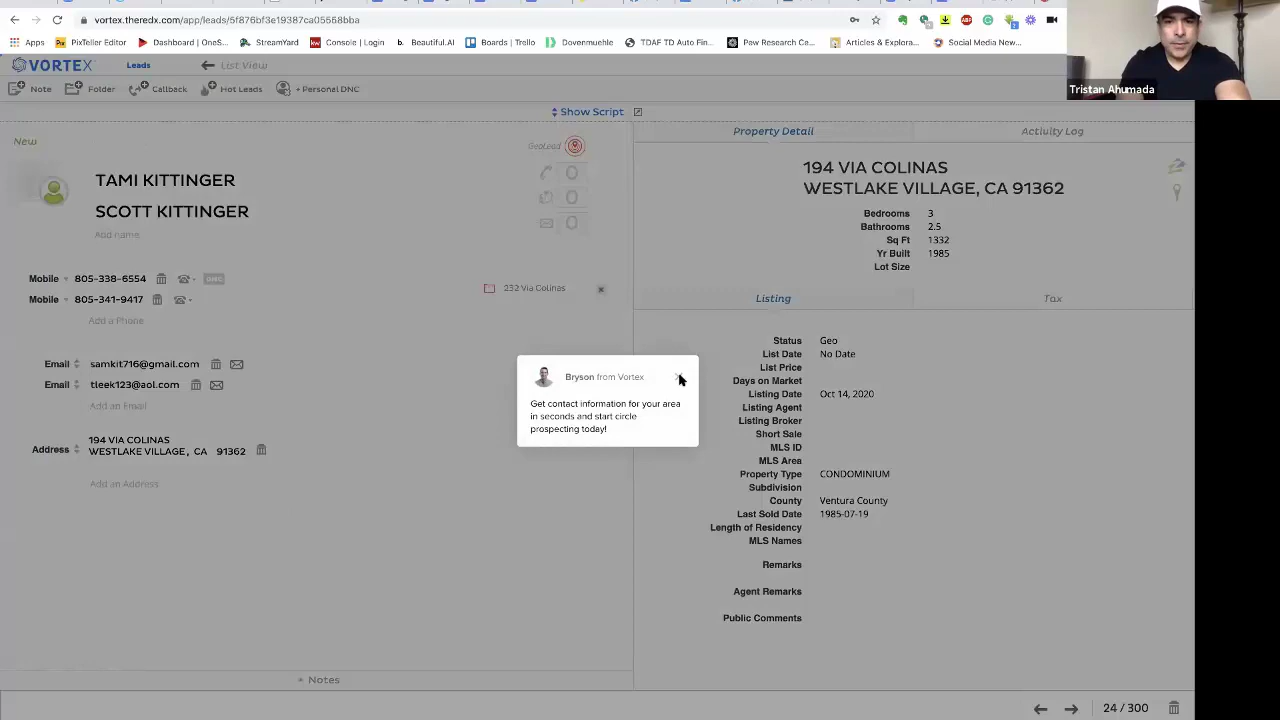 vortex.theredx.com/app/leads/5f876bf3e19387ca05568bba
Apps
PixTeller Editor
Dashboard | OneS...
StreamYard
Console | Login
Beautiful.AI
Boards | Trello
Dovenmuehle
TDAF TD Auto Fin...
Pew Research Ce...
Articles & Explora...
Social Media New...
Tristan Ahumada
VORTEX
Leads
List View
Note
Folder
Callback
Hot Leads
+ Personal DNC
Show Script
New
GeoLead
TAMI KITTINGER
SCOTT KITTINGER
Add name
0
0
0
Mobile 805-338-6554 DNC
Mobile 805-341-9417
Add a Phone
232 Via Colinas
Email samkit716@gmail.com
Email tleek123@aol.com
Add an Email
Address 194 VIA COLINAS
WESTLAKE VILLAGE, CA 91362
Add an Address
Notes
Bryson from Vortex
Get contact information for your area
in seconds and start circle
prospecting today!
Property Detail
Activity Log
194 VIA COLINAS
WESTLAKE VILLAGE, CA 91362
Bedrooms 3
Bathrooms 2.5
Sq Ft 1332
Yr Built 1985
Lot Size
Listing
Tax
Status Geo
List Date No Date
List Price
Days on Market
Listing Date Oct 14, 2020
Listing Agent
Listing Broker
Short Sale
MLS ID
MLS Area
Property Type CONDOMINIUM
Subdivision
County Ventura County
Last Sold Date 1985-07-19
Length of Residency
MLS Names
Remarks
Agent Remarks
Public Comments
24 / 300